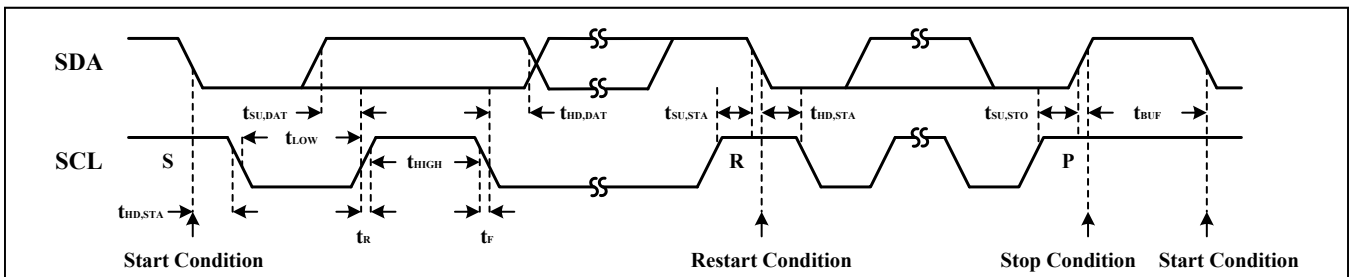 SDA
tSU,DAT
tHD,DAT
tSU,STA
tHD,STA
tSU,STO
tBUF
tLOW
SCL
S
tHIGH
R
P
tHD,STA
tR
tF
Start Condition
Restart Condition
Stop Condition
Start Condition